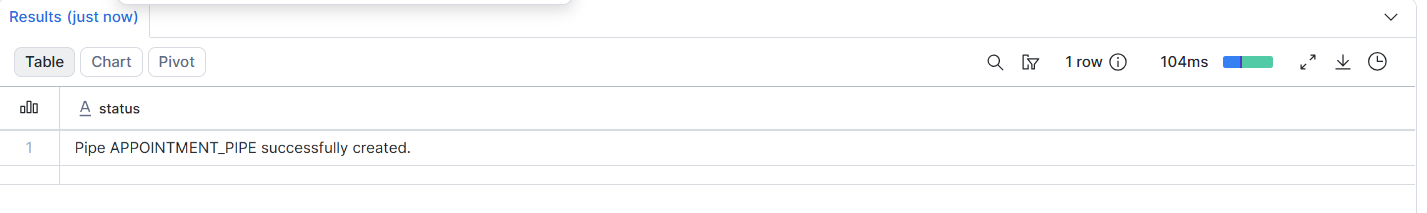 Results (just now)
Table Chart Pivot 1 row 104ms
A status
1 Pipe APPOINTMENT_PIPE successfully created.